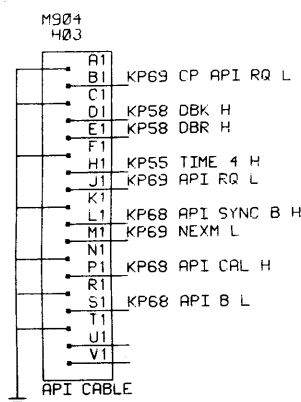 M904
H03
A1
B1 KP69 CP API RQ L
C1
D1 KP58 DBK H
E1 KP58 DBR H
F1
H1 KP55 TIME 4 H
J1 KP69 API RQ L
K1
L1 KP68 API SYNC B H
M1 KP69 NEXM L
N1
P1 KP68 API CAL H
R1
S1 KP68 API B L
T1
U1
V1
API CABLE